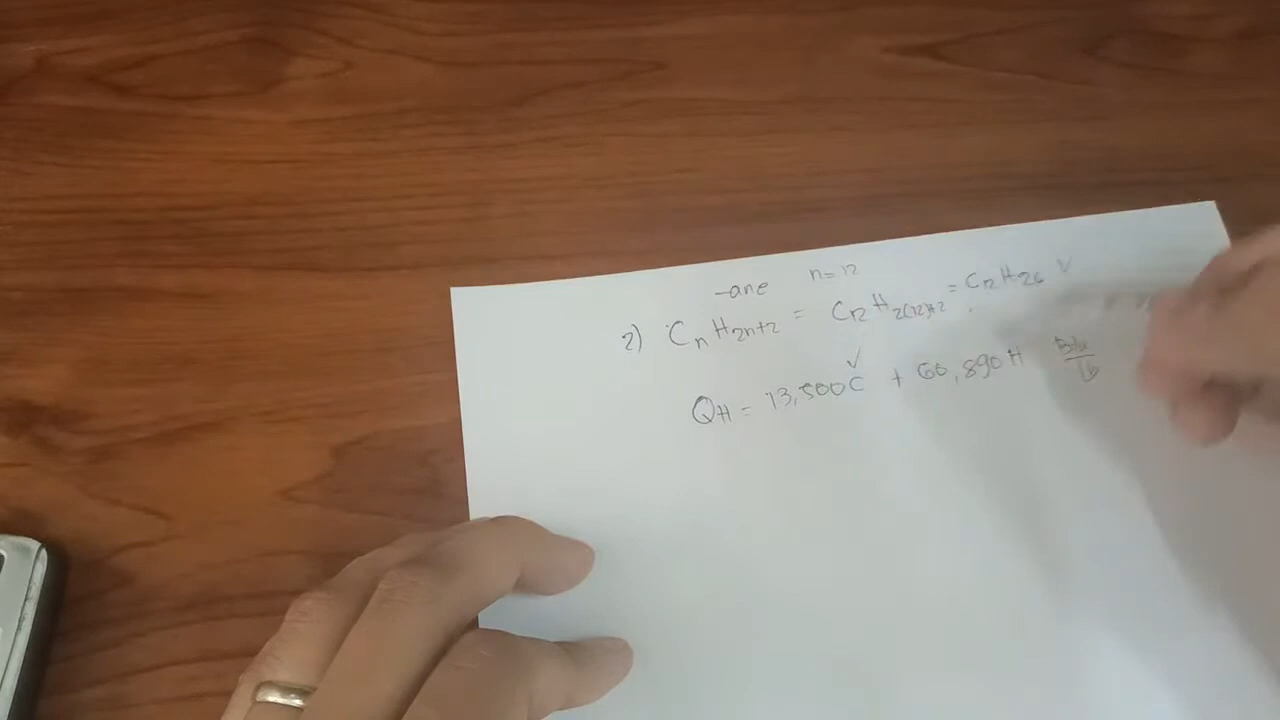 -ane n=12
2) CnH2n+2 = C12H2(12)+2 = C12H26 √
√
QH = 13,500C + 60,890H Btu/lb